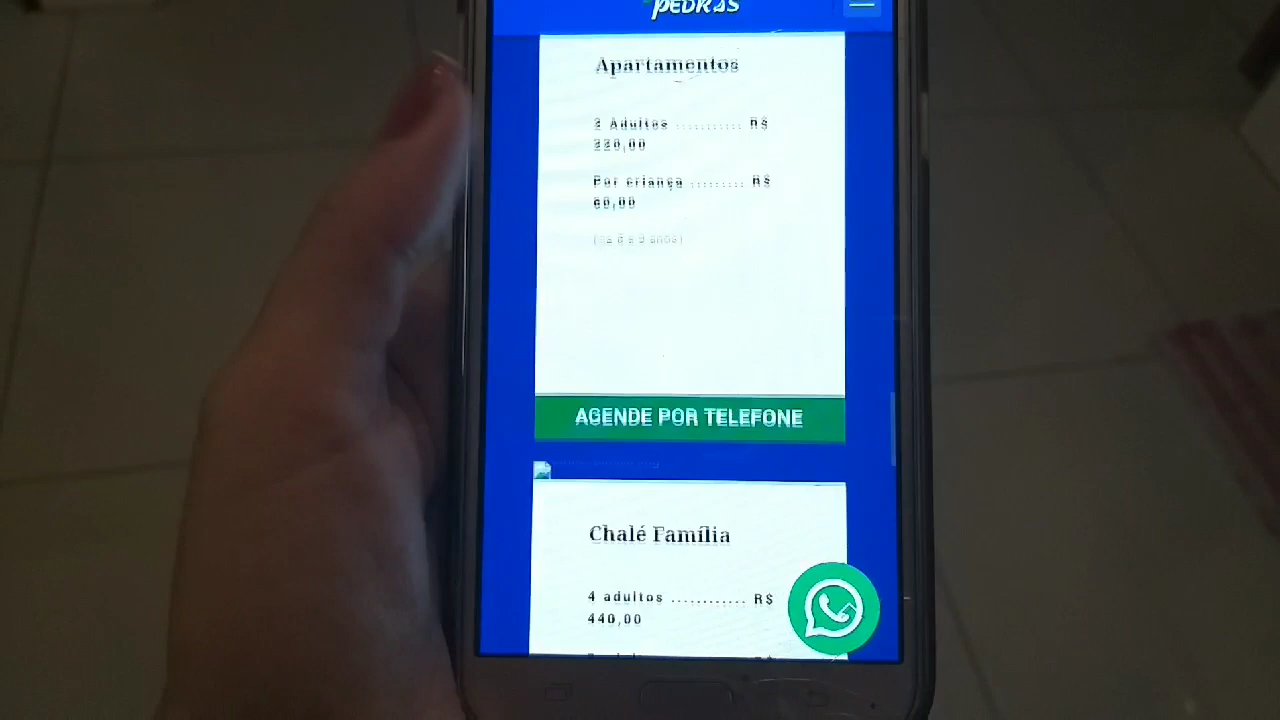 PEDRAS
Apartamentos
2 Adultos ........... R$
220,00
Por criança ......... R$
60,00
AGENDE POR TELEFONE
Chalé Família
4 adultos ............ R$
440,00